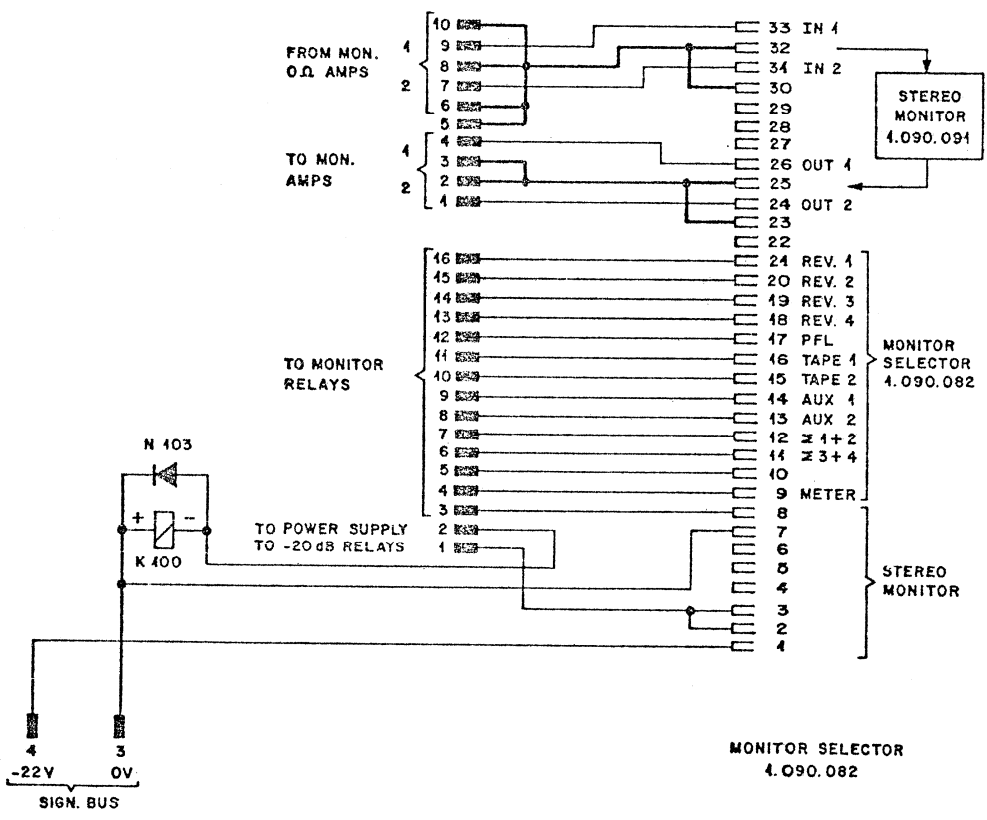 FROM MON.
0Ω AMPS
1
2
10
9
8
7
6
5
TO MON.
AMPS
1
2
4
3
2
1
33 IN 1
32
31 IN 2
30
29
28
27
26 OUT 1
25
24 OUT 2
23
22
STEREO
MONITOR
1.090.091
TO MONITOR
RELAYS
16
15
14
13
12
11
10
9
8
7
6
5
4
3
2
1
21 REV. 1
20 REV. 2
19 REV. 3
18 REV. 4
17 PFL
16 TAPE 1
15 TAPE 2
14 AUX 1
13 AUX 2
12 Σ 1+2
11 Σ 3+4
10
9 METER
8
7
6
5
4
3
2
1
MONITOR
SELECTOR
1.090.082
STEREO
MONITOR
N 103
+ -
K 100
TO POWER SUPPLY
TO -20dB RELAYS
4 3
-22V 0V
SIGN. BUS
MONITOR SELECTOR
1.090.082